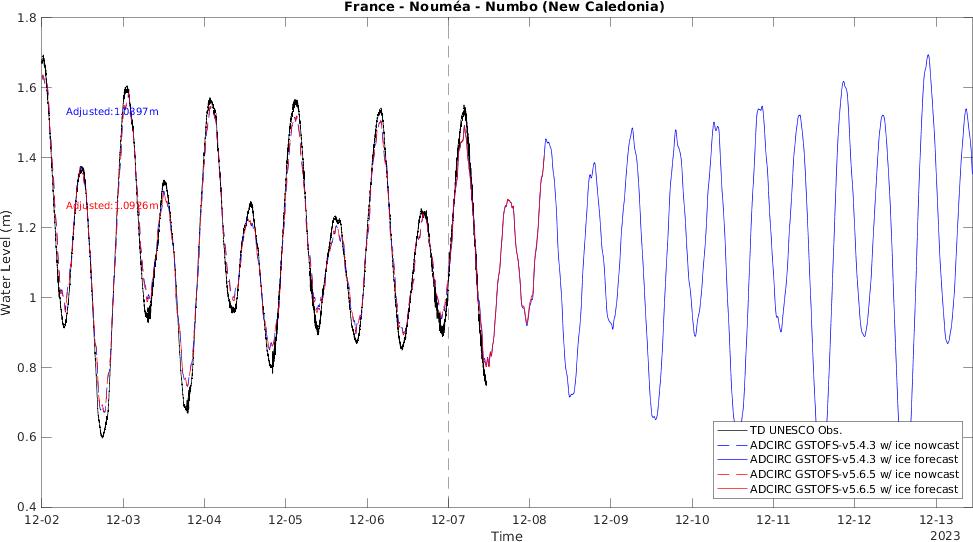 France - Nouméa - Numbo (New Caledonia)
1.8
1.6
1.4
1.2
1
0.8
0.6
0.4
Water Level (m)
Adjusted:1.0897m
Adjusted:1.0926m
TD UNESCO Obs.
ADCIRC GSTOFS-v5.4.3 w/ ice nowcast
ADCIRC GSTOFS-v5.4.3 w/ ice forecast
ADCIRC GSTOFS-v5.6.5 w/ ice nowcast
ADCIRC GSTOFS-v5.6.5 w/ ice forecast
12-02 12-03 12-04 12-05 12-06 12-07 12-08 12-09 12-10 12-11 12-12 12-13
2023
Time